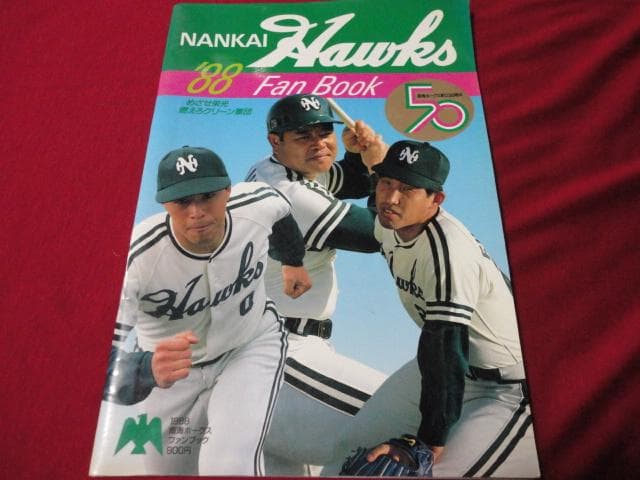 NANKAI Hawks
'88 Fan Book
めざせ栄光
燃えろグリーン軍団
50
N
N
N
Hawks
0
Hawks
2
1988
南海ホークス
ファンブック
800円